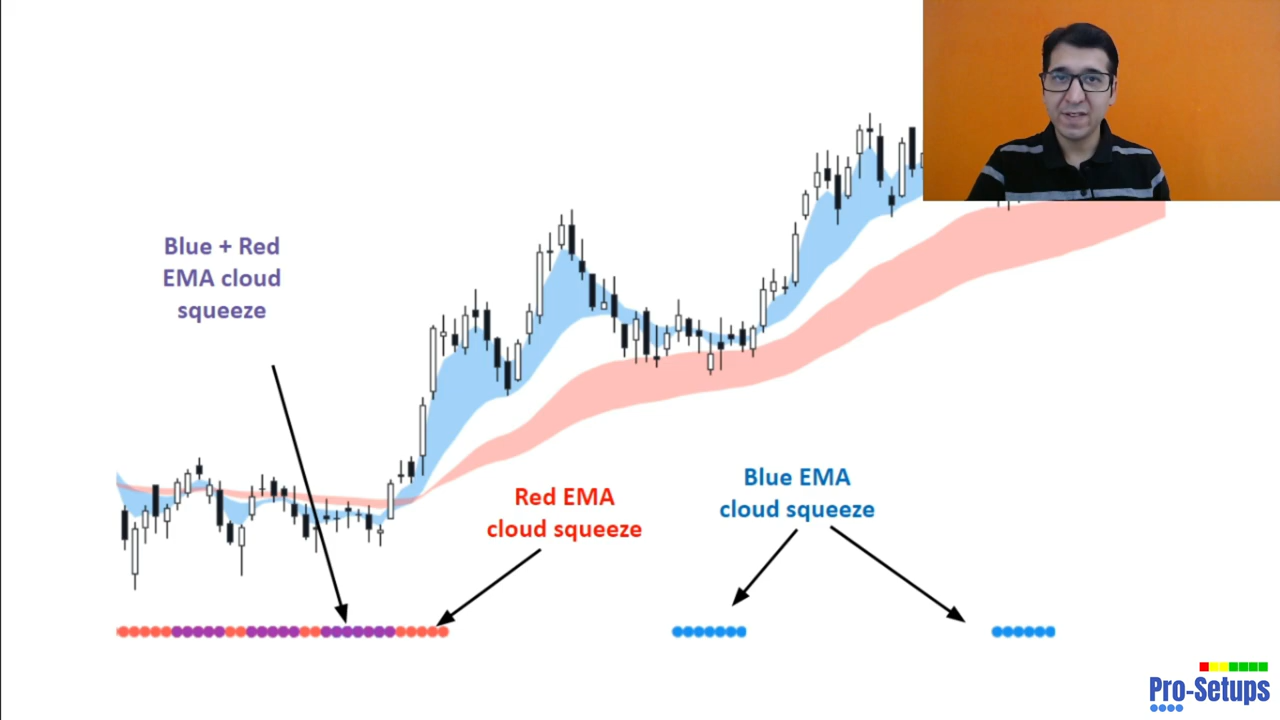 Blue + Red
EMA cloud
squeeze
Red EMA
cloud squeeze
Blue EMA
cloud squeeze
Pro-Setups